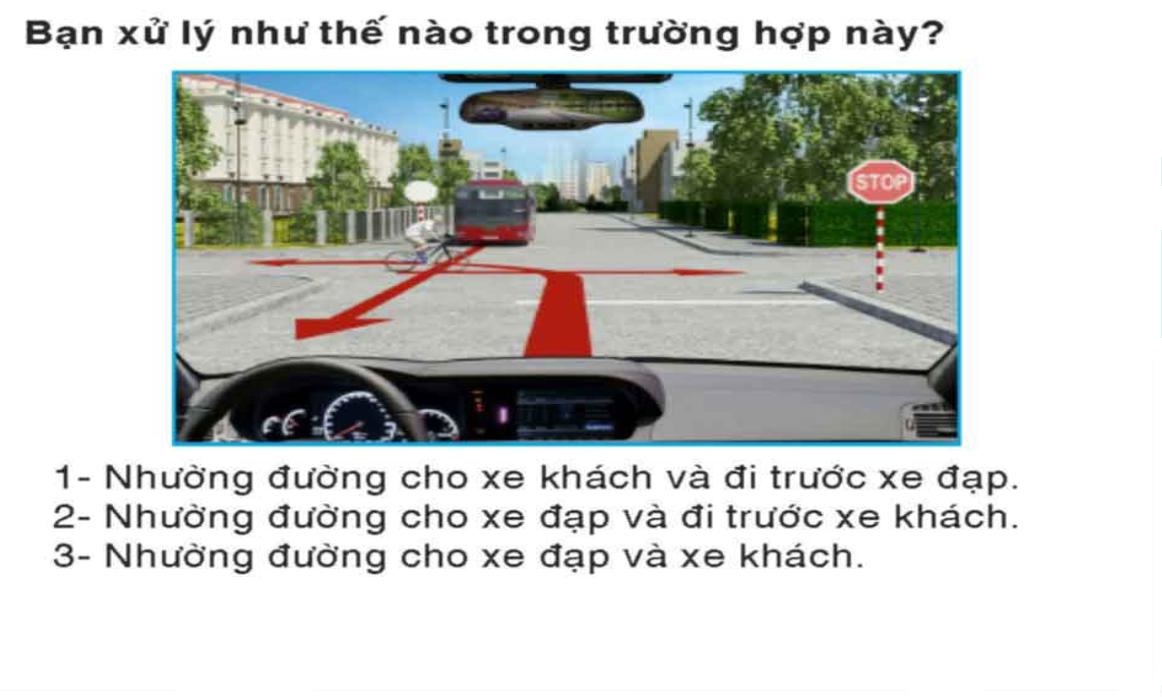 Bạn xử lý như thế nào trong trường hợp này?
STOP
1- Nhường đường cho xe khách và đi trước xe đạp.
2- Nhường đường cho xe đạp và đi trước xe khách.
3- Nhường đường cho xe đạp và xe khách.